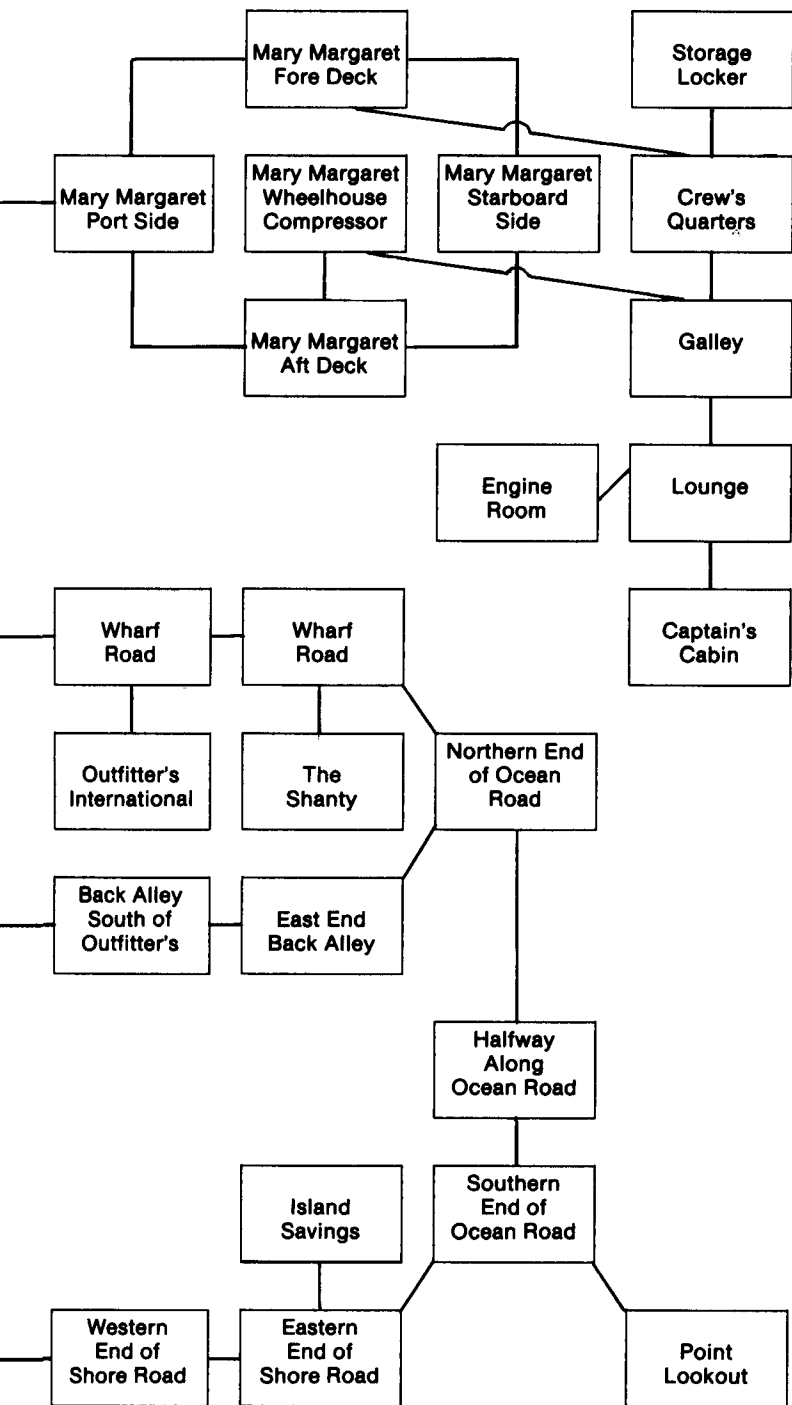 Mary Margaret
Fore Deck
Storage
Locker
Mary Margaret
Port Side
Mary Margaret
Wheelhouse
Compressor
Mary Margaret
Starboard
Side
Crew's
Quarters
Mary Margaret
Aft Deck
Galley
Engine
Room
Lounge
Wharf
Road
Wharf
Road
Captain's
Cabin
Outfitter's
International
The
Shanty
Northern End
of Ocean
Road
Back Alley
South of
Outfitter's
East End
Back Alley
Halfway
Along
Ocean Road
Island
Savings
Southern
End of
Ocean Road
Western
End of
Shore Road
Eastern
End of
Shore Road
Point
Lookout